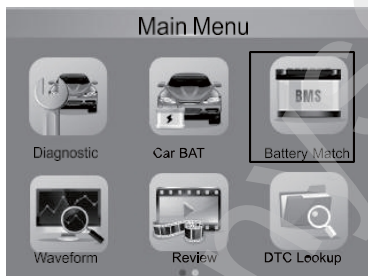 Main Menu
BMS
Diagnostic Car BAT Battery Match
Waveform Review DTC Lookup